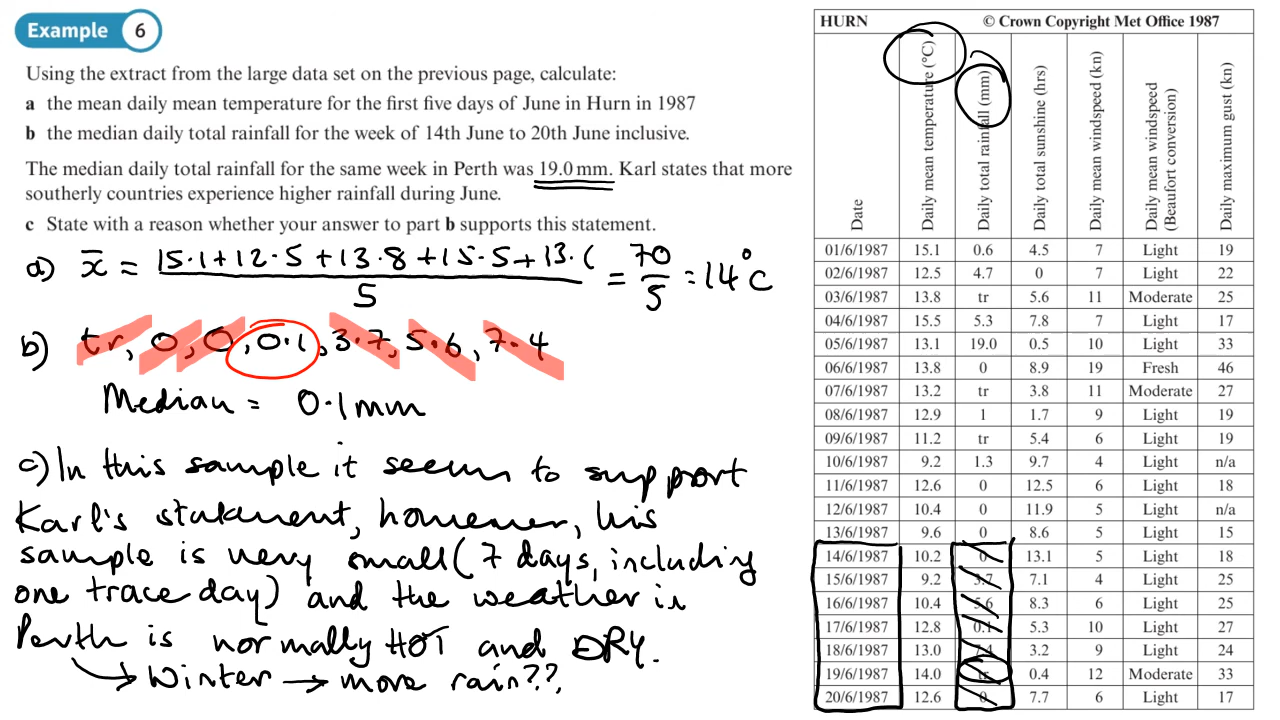 Example 6
Using the extract from the large data set on the previous page, calculate:
a the mean daily mean temperature for the first five days of June in Hurn in 1987
b the median daily total rainfall for the week of 14th June to 20th June inclusive.
The median daily total rainfall for the same week in Perth was 19.0 mm. Karl states that more
southerly countries experience higher rainfall during June.
c State with a reason whether your answer to part b supports this statement.
a) x̄ = 15.1+12.5+13.8+15.5+13.1 / 5 = 70/5 = 14°C
b) tr, 0, 0, 0.1, 3.7, 5.6, 7.4
Median = 0.1mm
c) In this sample it seems to support
Karl's statement, however, his
sample is very small (7 days, including
one trace day) and the weather in
Perth is normally HOT and DRY.
→ Winter → more rain??.
HURN © Crown Copyright Met Office 1987
Date
Daily mean temperature (°C)
Daily total rainfall (mm)
Daily total sunshine (hrs)
Daily mean windspeed (kn)
Daily mean windspeed
(Beaufort conversion)
Daily maximum gust (kn)
01/6/1987 15.1 0.6 4.5 7 Light 19
02/6/1987 12.5 4.7 0 7 Light 22
03/6/1987 13.8 tr 5.6 11 Moderate 25
04/6/1987 15.5 5.3 7.8 7 Light 17
05/6/1987 13.1 19.0 0.5 10 Light 33
06/6/1987 13.8 0 8.9 19 Fresh 46
07/6/1987 13.2 tr 3.8 11 Moderate 27
08/6/1987 12.9 1 1.7 9 Light 19
09/6/1987 11.2 tr 5.4 6 Light 19
10/6/1987 9.2 1.3 9.7 4 Light n/a
11/6/1987 12.6 0 12.5 6 Light 18
12/6/1987 10.4 0 11.9 5 Light n/a
13/6/1987 9.6 0 8.6 5 Light 15
14/6/1987 10.2 0 13.1 5 Light 18
15/6/1987 9.2 3.7 7.1 4 Light 25
16/6/1987 10.4 5.6 8.3 6 Light 25
17/6/1987 12.8 0.1 5.3 10 Light 27
18/6/1987 13.0 7.4 3.2 9 Light 24
19/6/1987 14.0 tr 0.4 12 Moderate 33
20/6/1987 12.6 0 7.7 6 Light 17